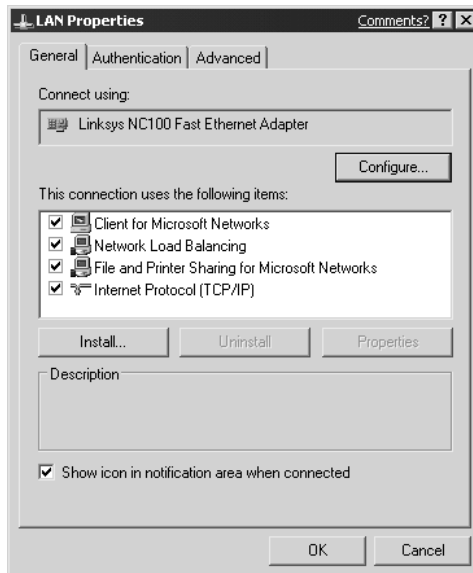 LAN Properties Comments? ? X
General Authentication Advanced
Connect using:
Linksys NC100 Fast Ethernet Adapter
Configure...
This connection uses the following items:
Client for Microsoft Networks
Network Load Balancing
File and Printer Sharing for Microsoft Networks
Internet Protocol (TCP/IP)
Install... Uninstall Properties
Description
Show icon in notification area when connected
OK Cancel